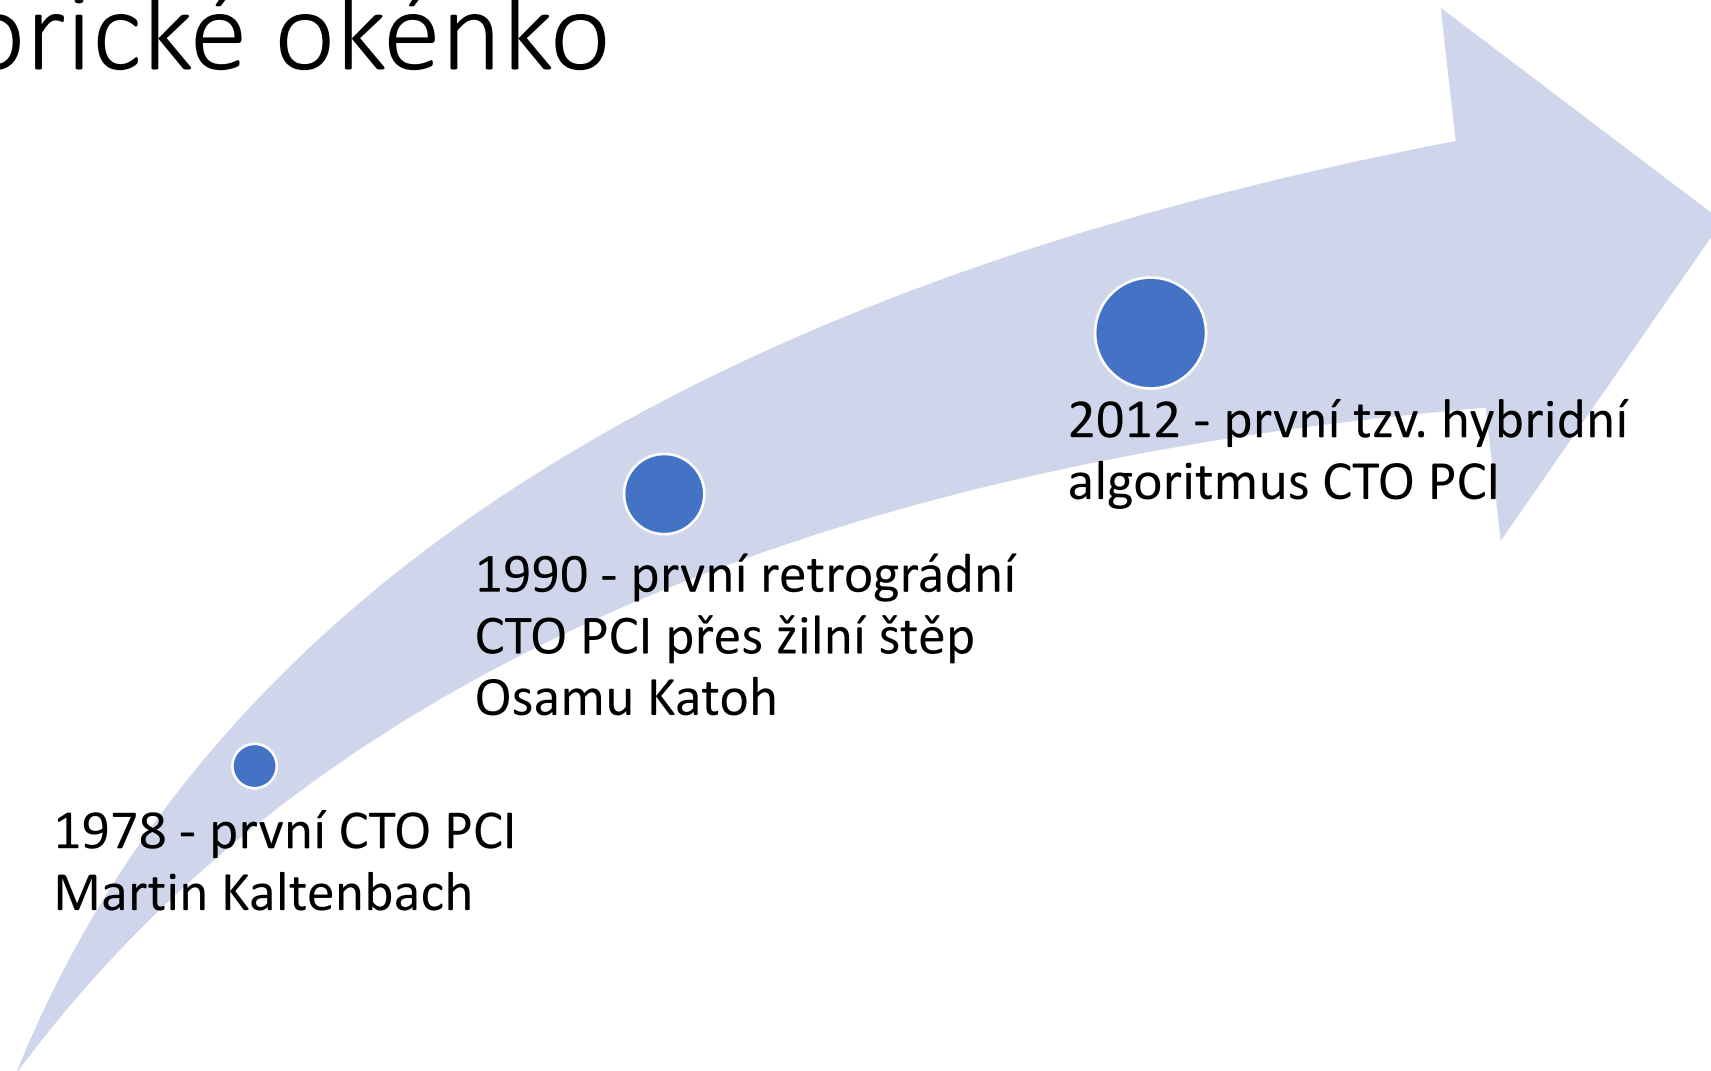 orické okénko
2012 - první tzv. hybridní
algoritmus CTO PCI
1990 - první retrográdní
CTO PCI přes žilní štěp
Osamu Katoh
1978 - první CTO PCI
Martin Kaltenbach